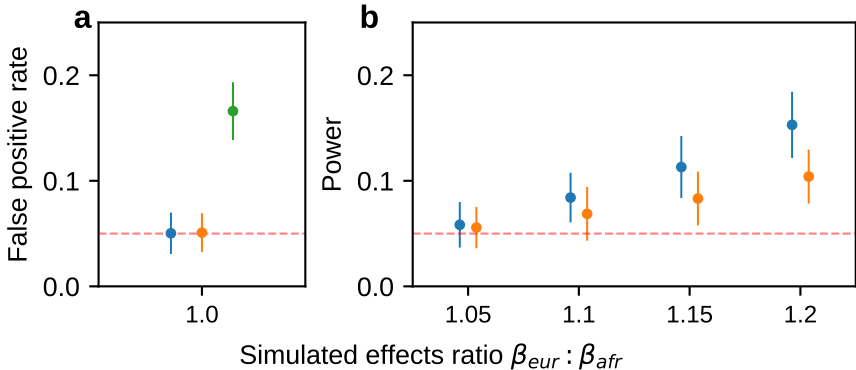 a
b
False positive rate
0.2
0.1
0.0
1.0
Power
0.2
0.1
0.0
1.05
1.1
1.15
1.2
Simulated effects ratio βeur : βafr